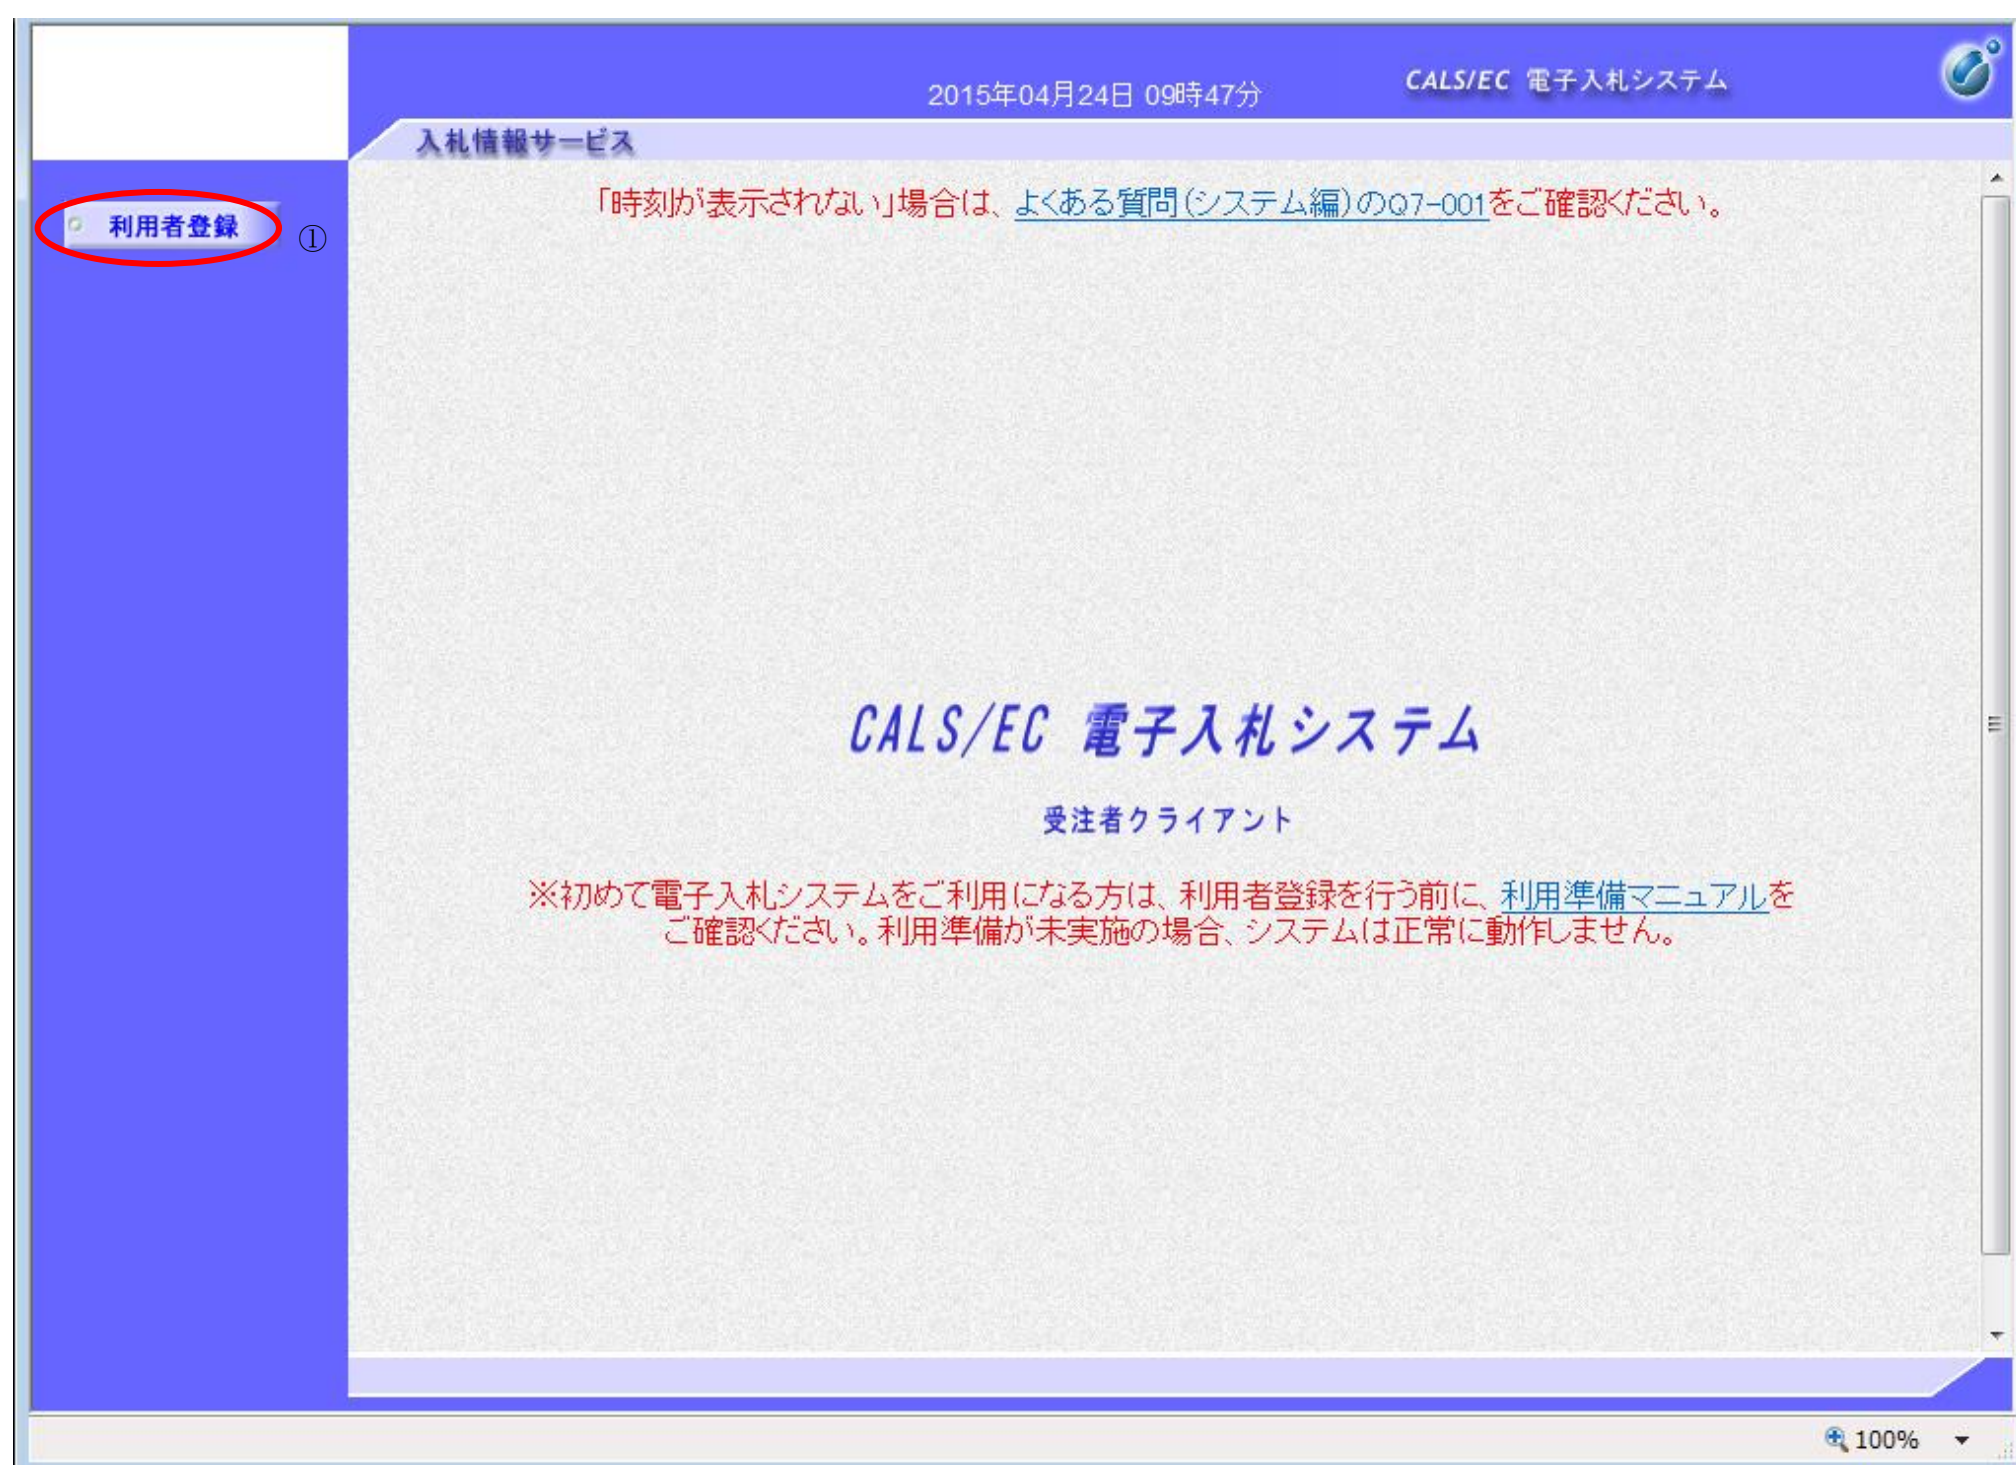 2015年04月24日 09時47分
CALS/EC 電子入札システム
入札情報サービス
利用者登録
①
「時刻が表示されない」場合は、よくある質問(システム編)のQ7-001をご確認ください。
CALS/EC 電子入札システム
受注者クライアント
※初めて電子入札システムをご利用になる方は、利用者登録を行う前に、利用準備マニュアルを
ご確認ください。利用準備が未実施の場合、システムは正常に動作しません。
100%